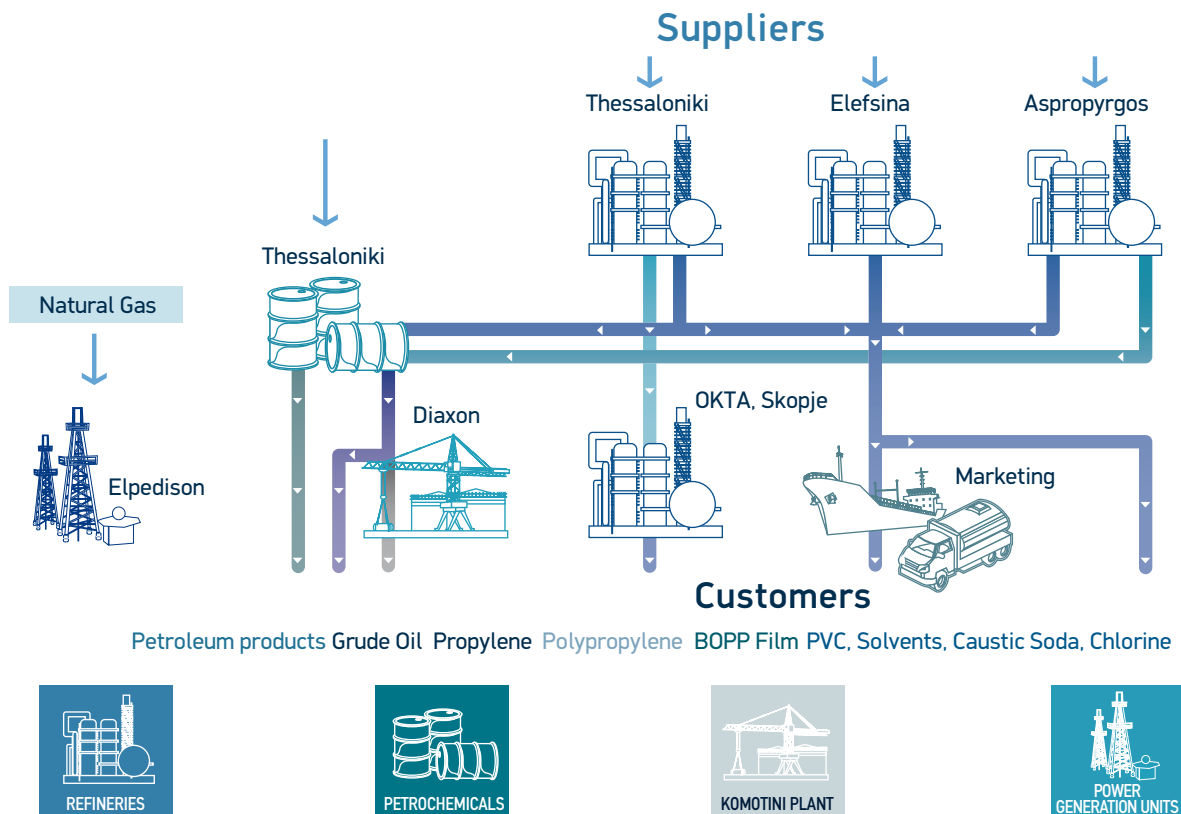 Suppliers
Thessaloniki
Elefsina
Aspropyrgos
Thessaloniki
Natural Gas
OKTA, Skopje
Diaxon
Marketing
Elpedison
Customers
Petroleum products Grude Oil Propylene Polypropylene BOPP Film PVC, Solvents, Caustic Soda, Chlorine
REFINERIES
PETROCHEMICALS
KOMOTINI PLANT
POWER
GENERATION UNITS